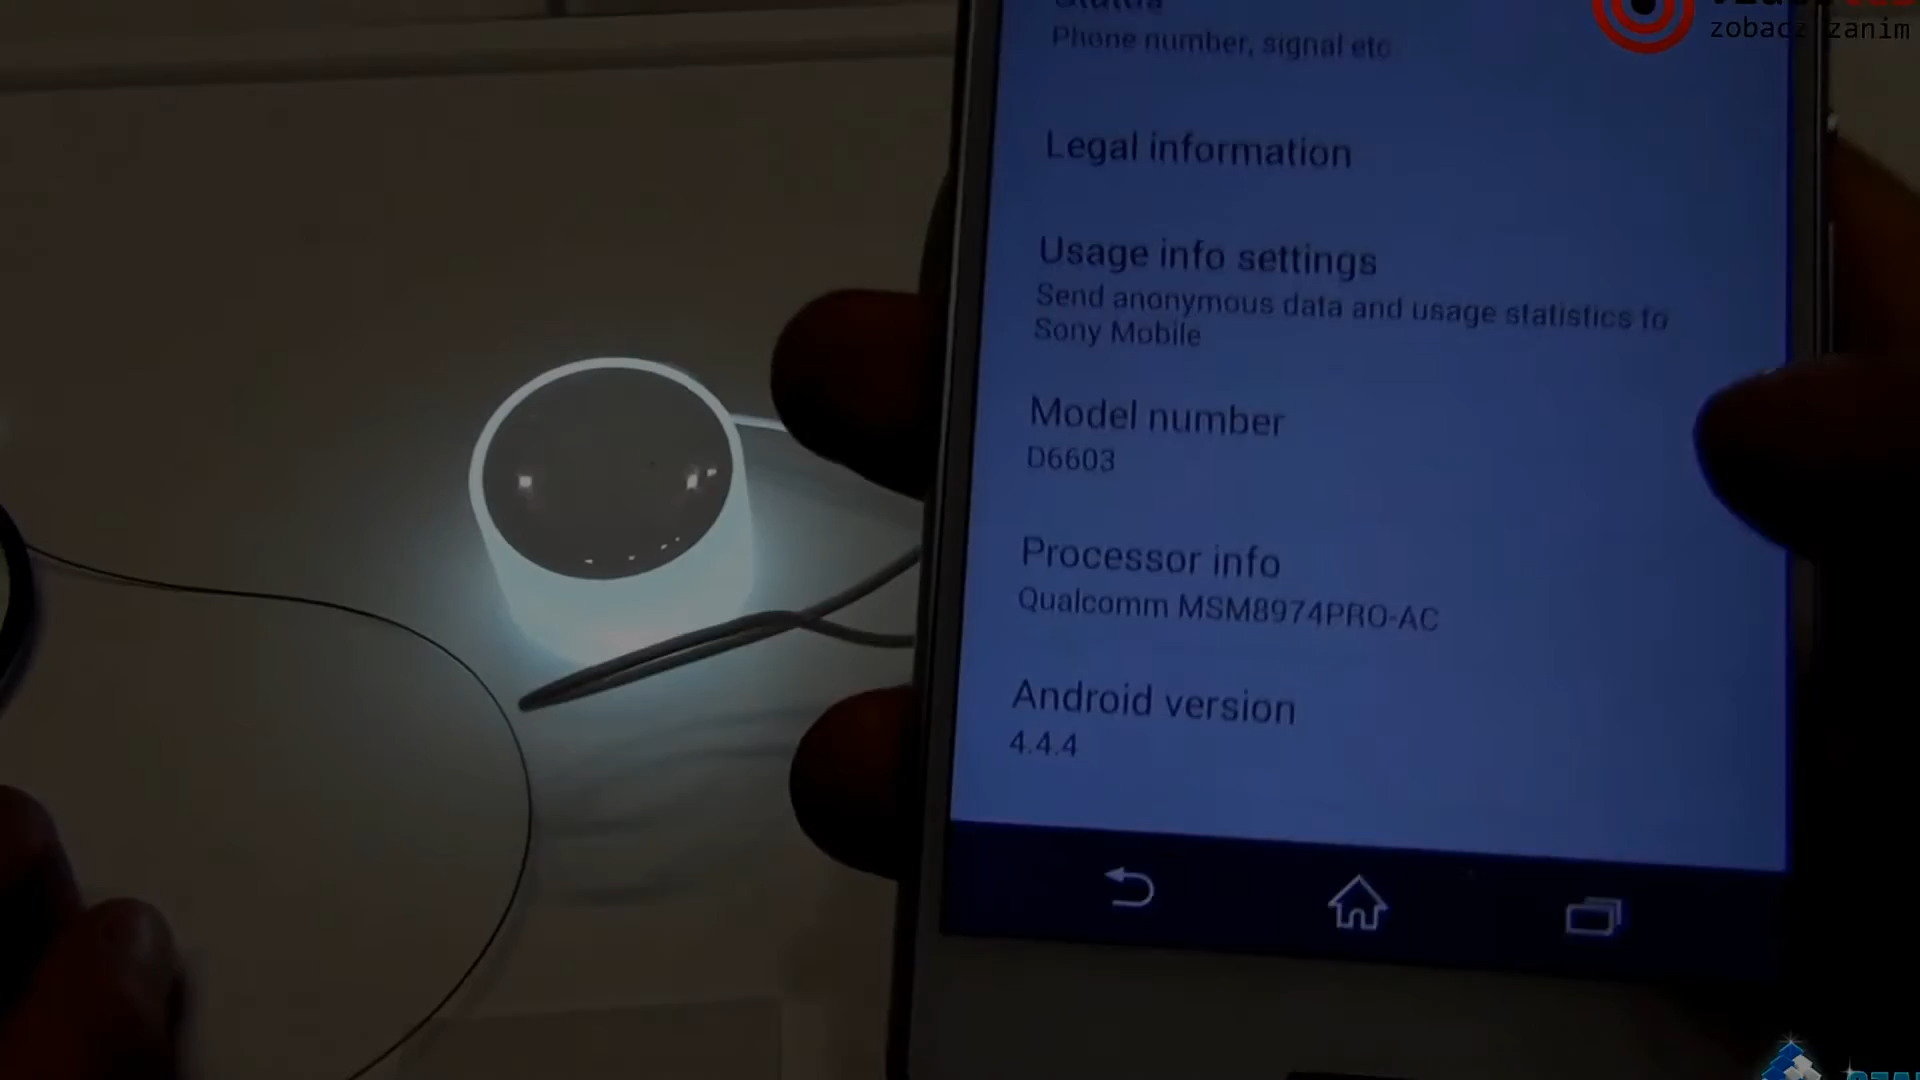 Status
Phone number, signal etc
zobacz zanim
Legal information
Usage info settings
Send anonymous data and usage statistics to
Sony Mobile
Model number
D6603
Processor info
Qualcomm MSM8974PRO-AC
Android version
4.4.4